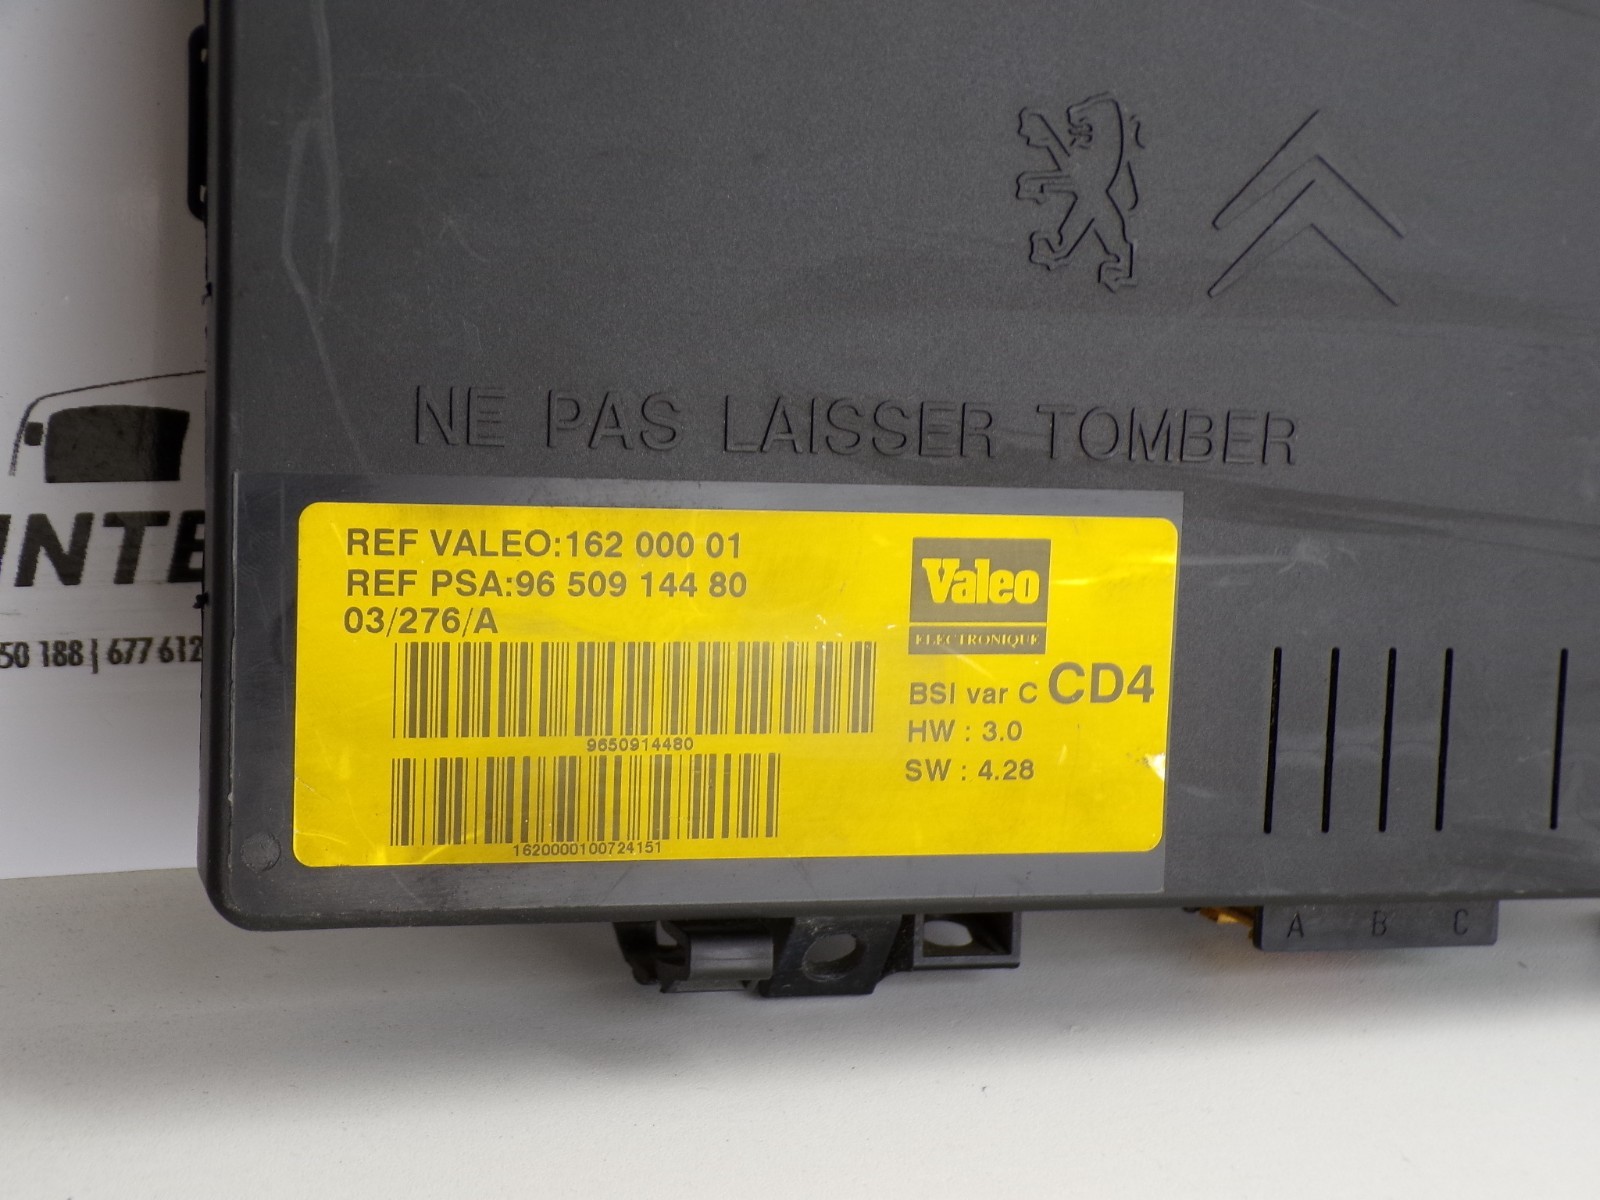 NE PAS LAISSER TOMBER
REF VALEO:162 000 01
REF PSA:96 509 144 80
03/276/A
9650914480
1620000100724151
Valeo
ELECTRONIQUE
BSI var C CD4
HW : 3.0
SW : 4.28
A B C
INTE
50 188 | 677 612